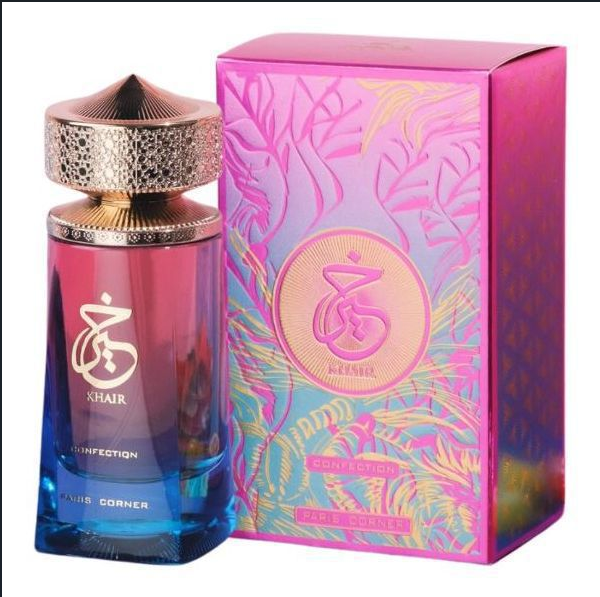 خير
KHAIR
CONFECTION
PARIS CORNER
خير
KHAIR
CONFECTION
PARIS CORNER